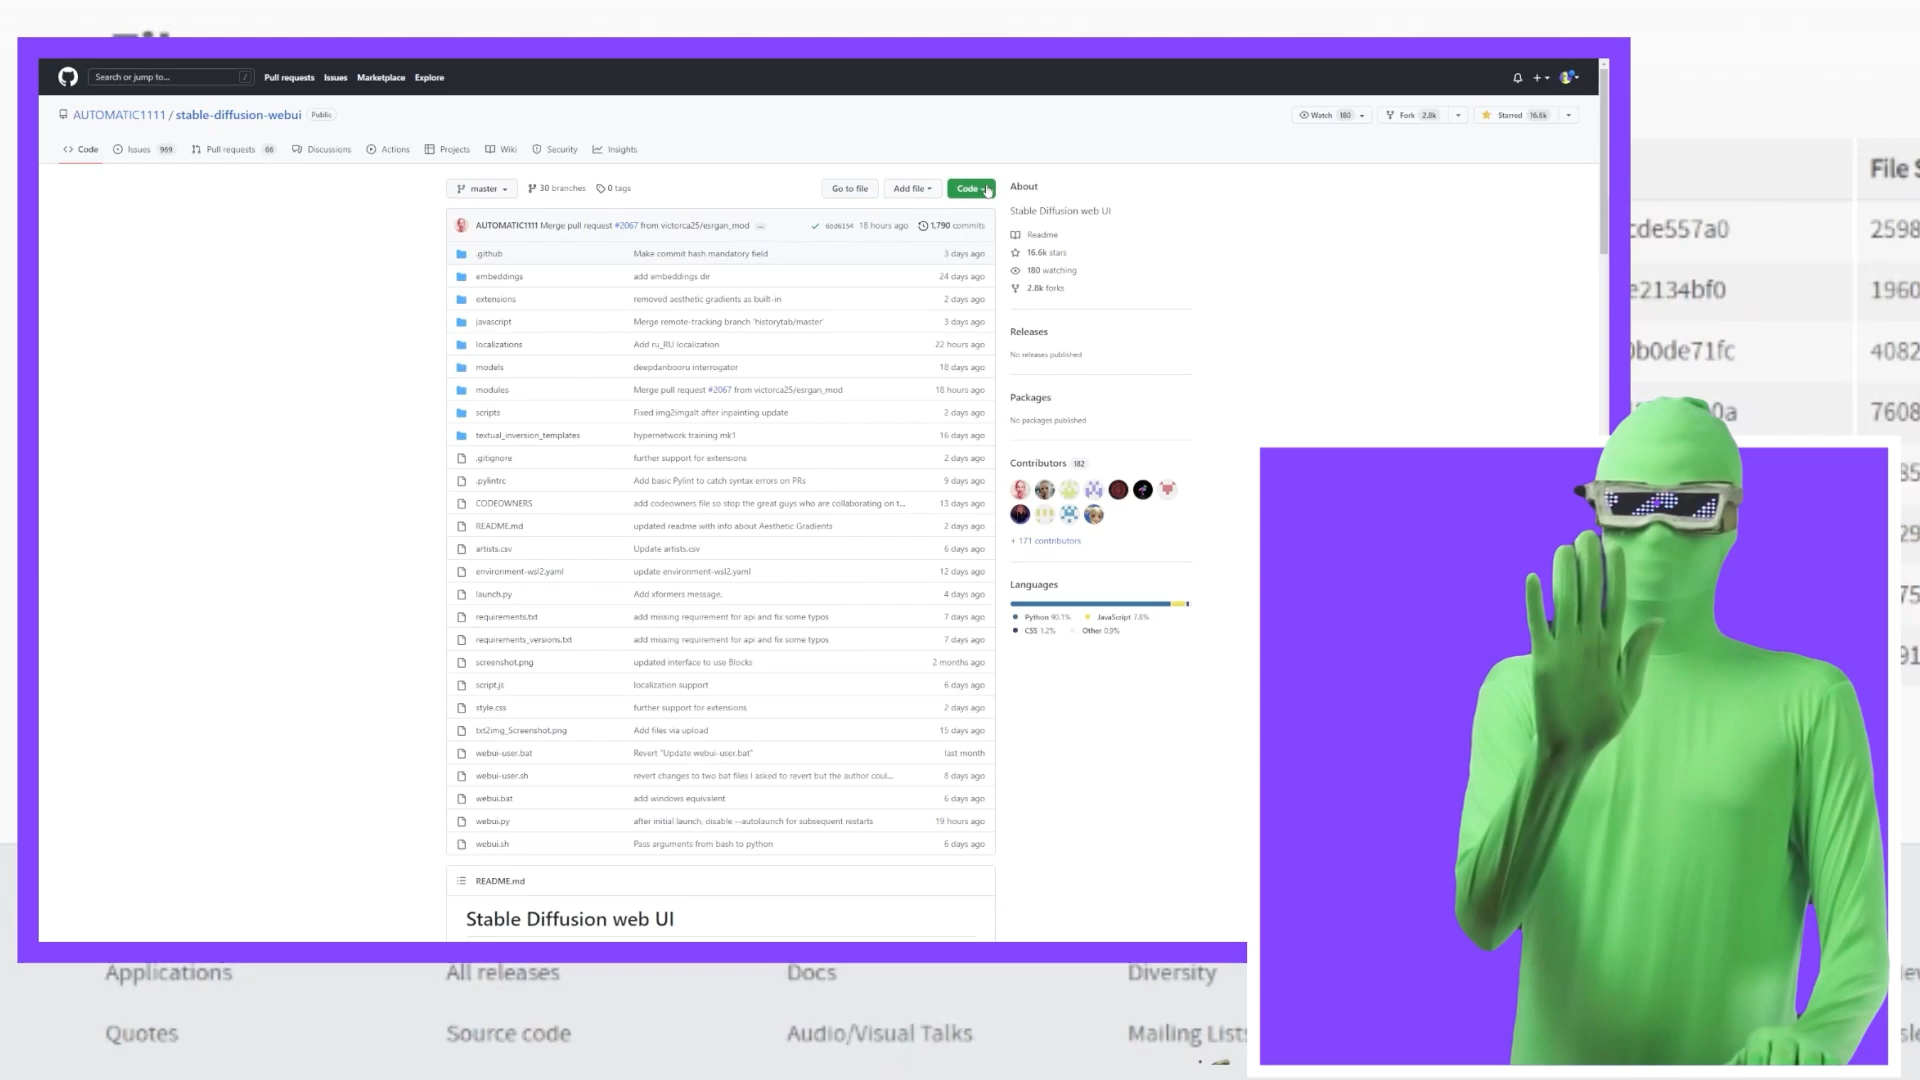 Search or jump to... / Pull requests Issues Marketplace Explore
AUTOMATIC1111 / stable-diffusion-webui Public
Watch 180 Fork 2.8k Starred 16.6k
Code Issues 969 Pull requests 66 Discussions Actions Projects Wiki Security Insights
master 30 branches 0 tags Go to file Add file Code
AUTOMATIC1111 Merge pull request #2067 from victorca25/esrgan_mod ... 6bd6154 18 hours ago 1,790 commits
.github Make commit hash mandatory field 3 days ago
embeddings add embeddings dir 24 days ago
extensions removed aesthetic gradients as built-in 2 days ago
javascript Merge remote-tracking branch 'historytab/master' 3 days ago
localizations Add ru_RU localization 22 hours ago
models deepdanbooru interrogator 18 days ago
modules Merge pull request #2067 from victorca25/esrgan_mod 18 hours ago
scripts Fixed img2imgalt after inpainting update 2 days ago
textual_inversion_templates hypernetwork training mk1 16 days ago
.gitignore further support for extensions 2 days ago
.pylintrc Add basic Pylint to catch syntax errors on PRs 9 days ago
CODEOWNERS add codeowners file so stop the great guys who are collaborating on t... 13 days ago
README.md updated readme with info about Aesthetic Gradients 2 days ago
artists.csv Update artists.csv 6 days ago
environment-wsl2.yaml update environment-wsl2.yaml 12 days ago
launch.py Add xformers message. 4 days ago
requirements.txt add missing requirement for api and fix some typos 7 days ago
requirements_versions.txt add missing requirement for api and fix some typos 7 days ago
screenshot.png updated interface to use Blocks 2 months ago
script.js localization support 6 days ago
style.css further support for extensions 2 days ago
txt2img_Screenshot.png Add files via upload 15 days ago
webui-user.bat Revert "Update webui-user.bat" last month
webui-user.sh revert changes to two bat files I asked to revert but the author coul... 8 days ago
webui.bat add windows equivalent 6 days ago
webui.py after initial launch, disable --autolaunch for subsequent restarts 19 hours ago
webui.sh Pass arguments from bash to python 6 days ago
README.md
Stable Diffusion web UI
About
Stable Diffusion web UI
Readme
16.6k stars
180 watching
2.8k forks
Releases
No releases published
Packages
No packages published
Contributors 182
+ 171 contributors
Languages
Python 90.1% JavaScript 7.8%
CSS 1.2% Other 0.9%
File S
cde557a0 2598
e2134bf0 1960
0b0de71fc 4082
0a 7608
Applications All releases Docs Diversity
Quotes Source code Audio/Visual Talks Mailing Lists